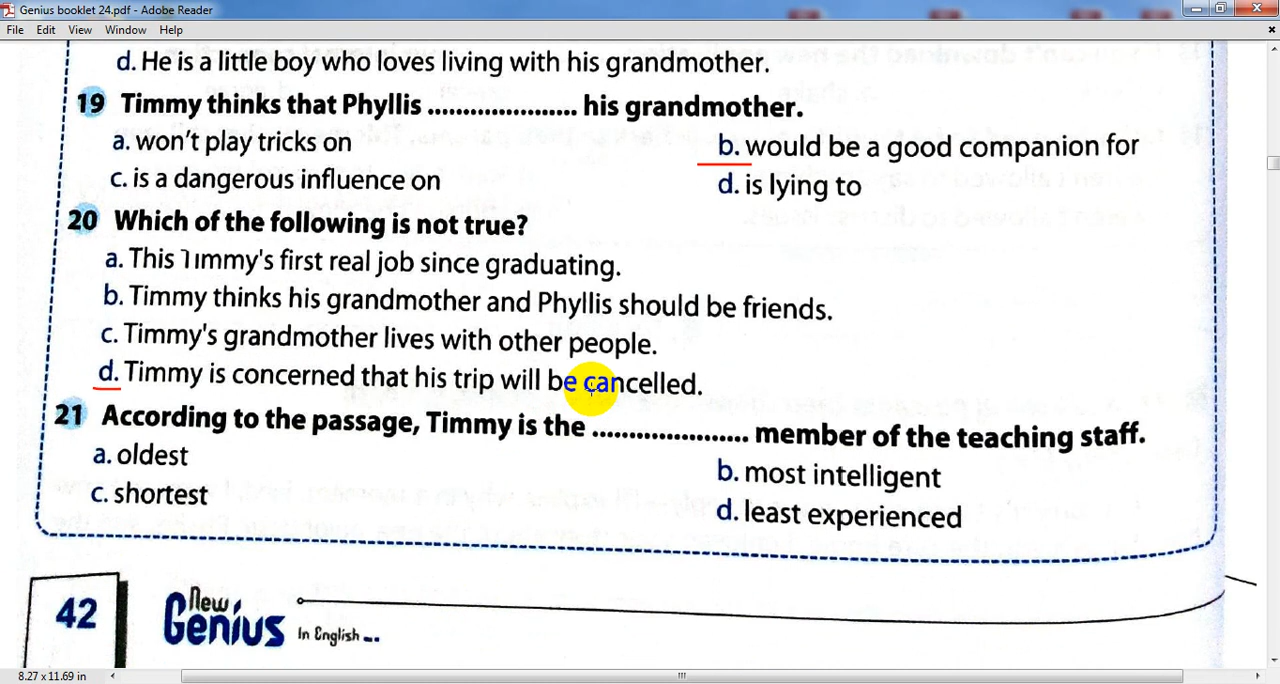 Genius booklet 24.pdf - Adobe Reader
File Edit View Window Help
d. He is a little boy who loves living with his grandmother.
19 Timmy thinks that Phyllis ..................... his grandmother.
a. won't play tricks on
b. would be a good companion for
c. is a dangerous influence on
d. is lying to
20 Which of the following is not true?
a. This Timmy's first real job since graduating.
b. Timmy thinks his grandmother and Phyllis should be friends.
c. Timmy's grandmother lives with other people.
d. Timmy is concerned that his trip will be cancelled.
21 According to the passage, Timmy is the ...................... member of the teaching staff.
a. oldest
b. most intelligent
c. shortest
d. least experienced
42
New Genius In English
8.27 x 11.69 in